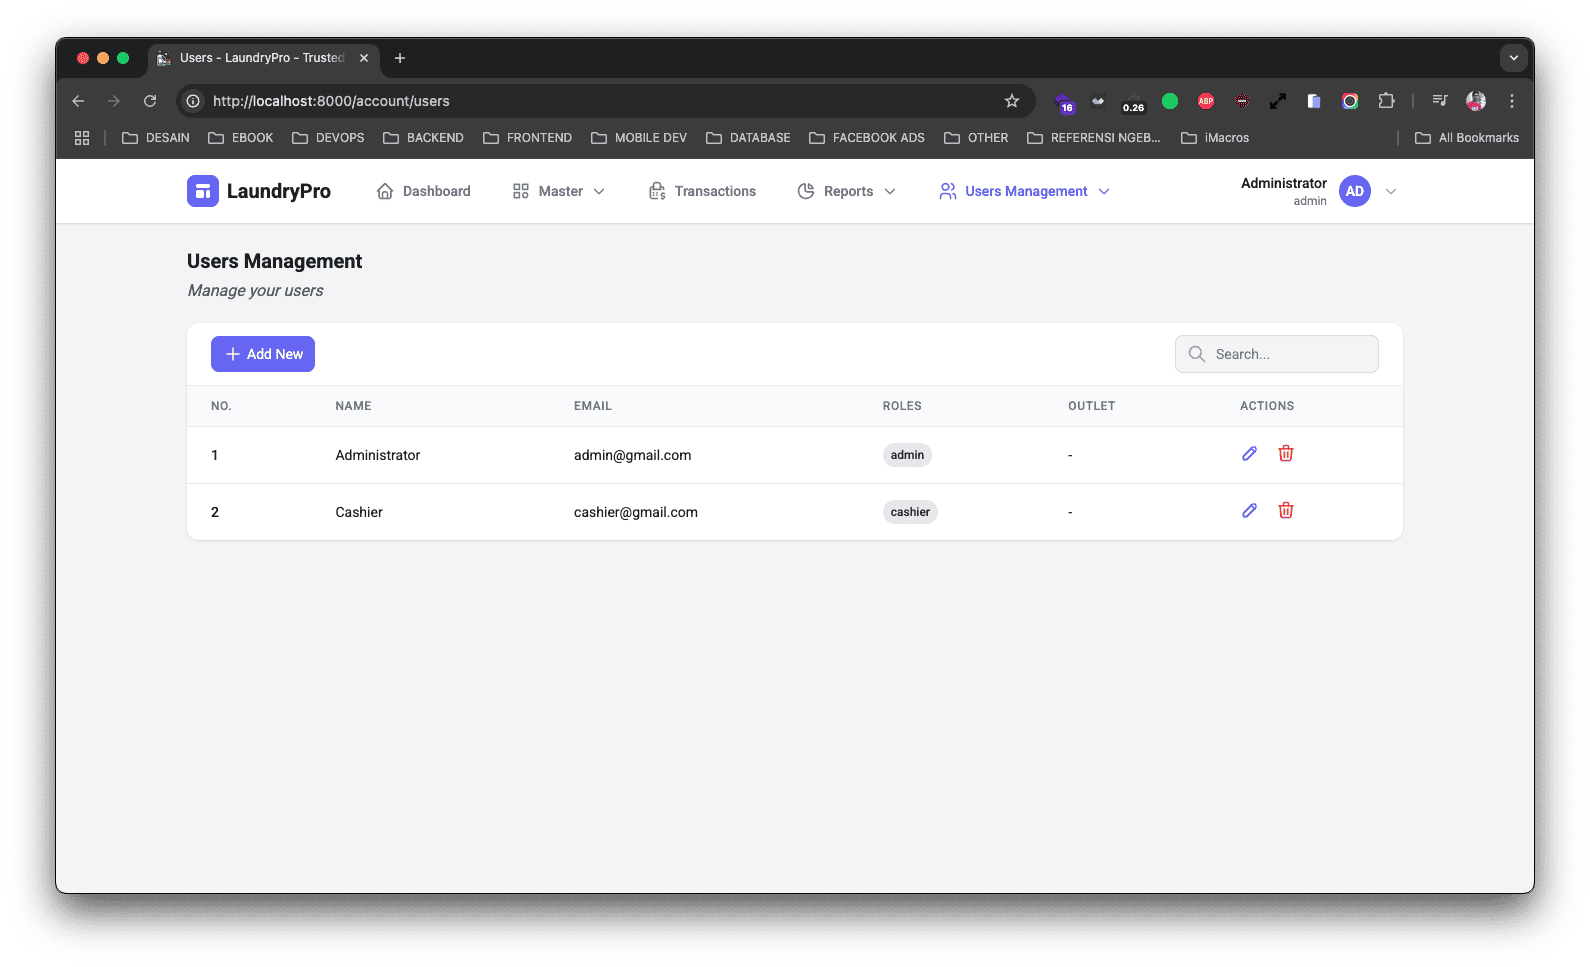 Users - LaundryPro - Trusted
http://localhost:8000/account/users
16
0.26
ABP
DESAIN
EBOOK
DEVOPS
BACKEND
FRONTEND
MOBILE DEV
DATABASE
FACEBOOK ADS
OTHER
REFERENSI NGEB...
iMacros
All Bookmarks
LaundryPro
Dashboard
Master
Transactions
Reports
Users Management
Administrator
admin
AD
Users Management
Manage your users
Add New
Search...
NO. NAME EMAIL ROLES OUTLET ACTIONS
1 Administrator admin@gmail.com admin -
2 Cashier cashier@gmail.com cashier -